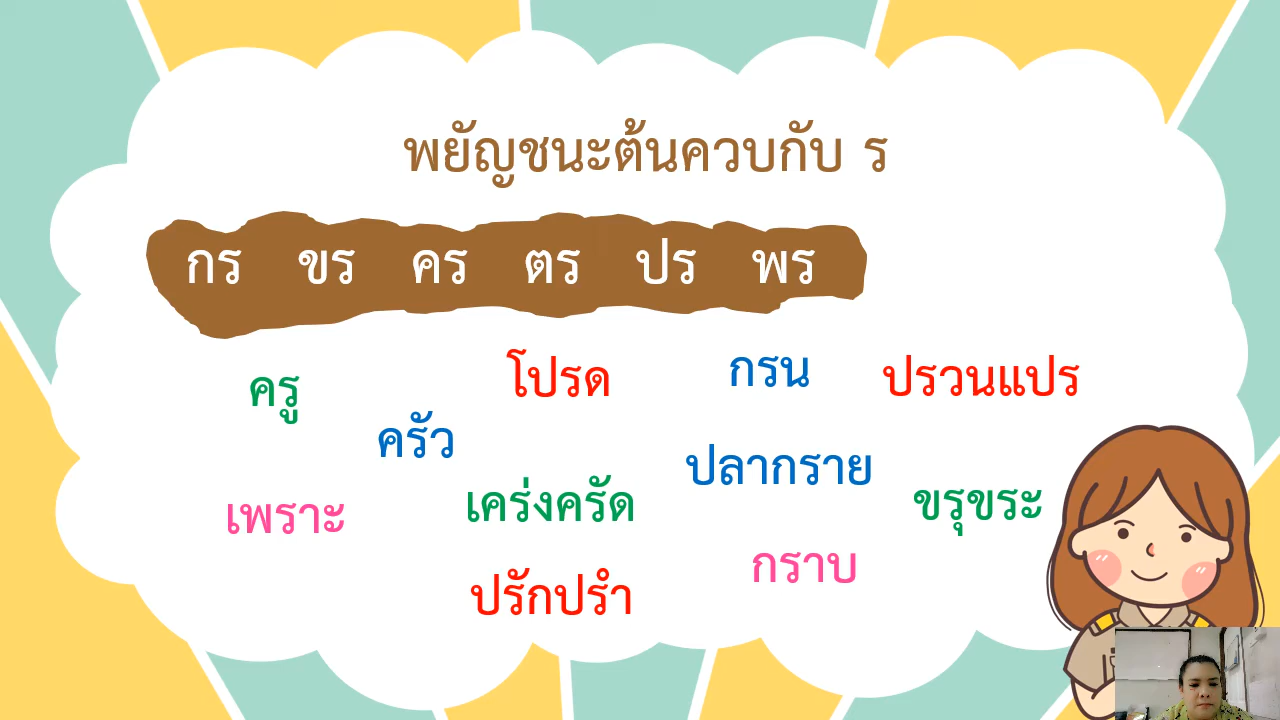 พยัญชนะต้นควบกับ ร
กร ขร คร ตร ปร พร
ครู
โปรด
กรน
ปรวนแปร
ครัว
ปลากราย
เพราะ
เคร่งครัด
ขรุขระ
กราบ
ปรักปรำ